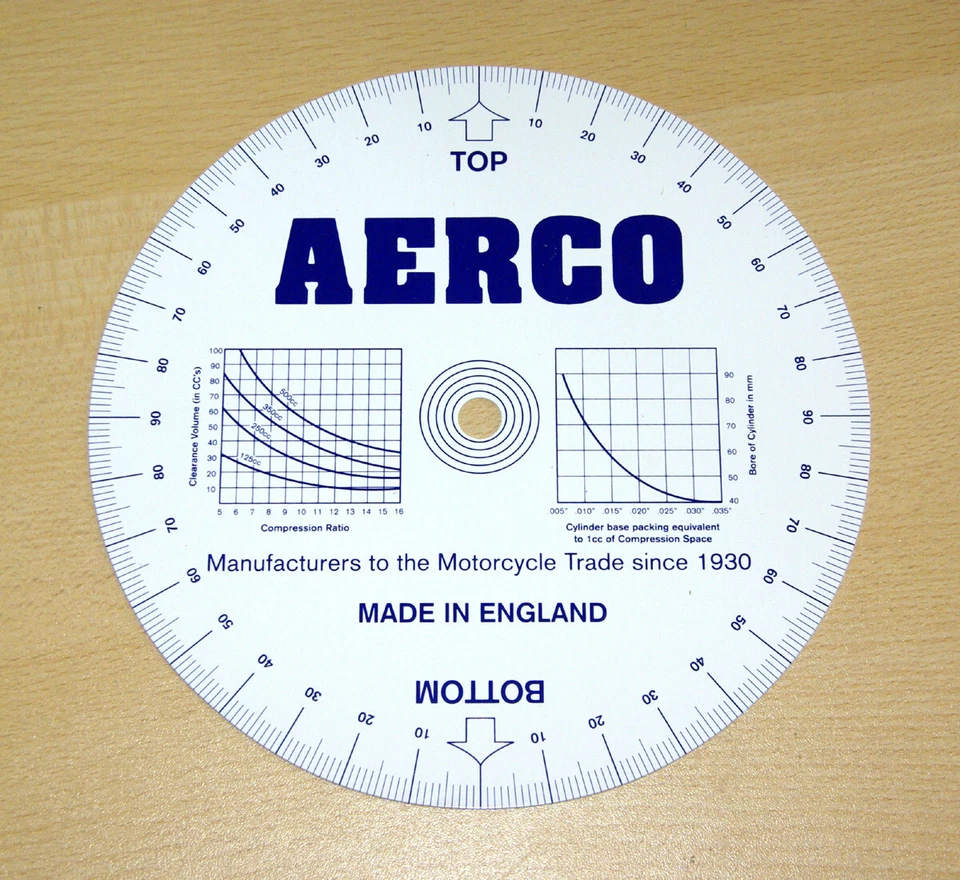 10 10
20 20
30 30
40 40
50 50
60 60
70 70
80 80
90 90
80 80
70 70
60 60
50 50
40 40
30 30
20 20
10 10
TOP
AERCO
Clearance Volume (in CC's)
100
90
80
70
60
50
40
30
20
10
500cc
350cc
250cc
125cc
5 6 7 8 9 10 11 12 13 14 15 16
Compression Ratio
90
80
70
60
50
40
Bore of Cylinder in mm
.005" .010" .015" .020" .025" .030" .035"
Cylinder base packing equivalent
to 1cc of Compression Space
Manufacturers to the Motorcycle Trade since 1930
MADE IN ENGLAND
BOTTOM